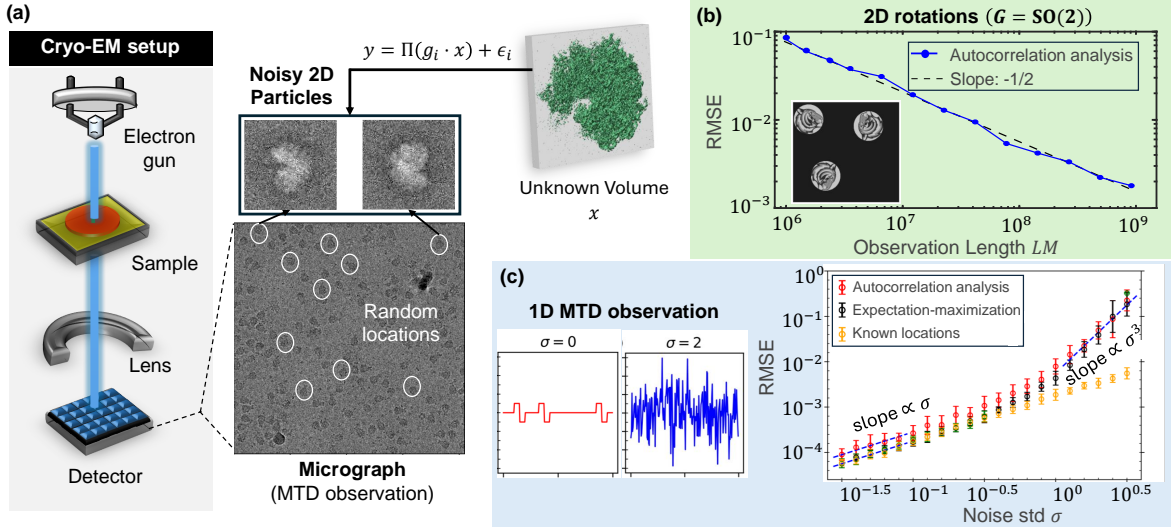 (a)
Cryo-EM setup
Electron
gun
Sample
Lens
Detector
y = Π(g_i · x) + ϵ_i
Noisy 2D
Particles
Unknown Volume
x
Random
locations
Micrograph
(MTD observation)
(b)
2D rotations (G = SO(2))
Autocorrelation analysis
Slope: -1/2
RMSE
10^-1
10^-2
10^-3
10^6
10^7
10^8
10^9
Observation Length LM
(c)
1D MTD observation
σ = 0
σ = 2
Autocorrelation analysis
Expectation-maximization
Known locations
RMSE
10^0
10^-1
10^-2
10^-3
10^-4
slope ∝ σ
slope ∝ σ^3
10^-1.5
10^-1
10^-0.5
10^0
10^0.5
Noise std σ